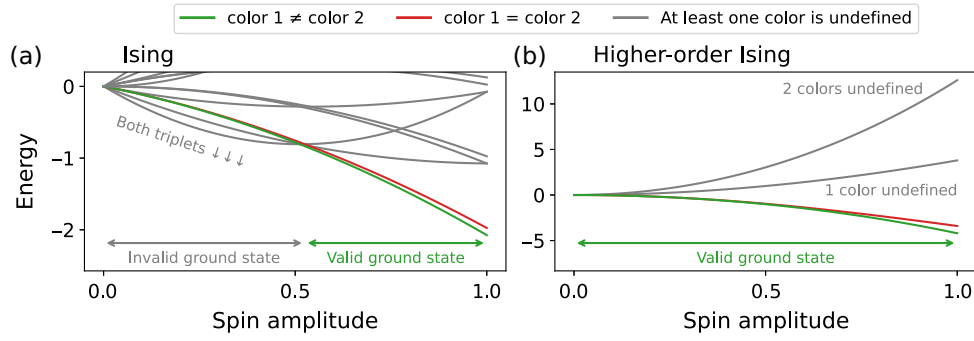 color 1 ≠ color 2 color 1 = color 2 At least one color is undefined
(a) Ising
Energy
0
−1
−2
Both triplets ↓↓↓
Invalid ground state Valid ground state
0.0 0.5 1.0
Spin amplitude
(b) Higher-order Ising
10
5
0
−5
2 colors undefined
1 color undefined
Valid ground state
0.0 0.5 1.0
Spin amplitude